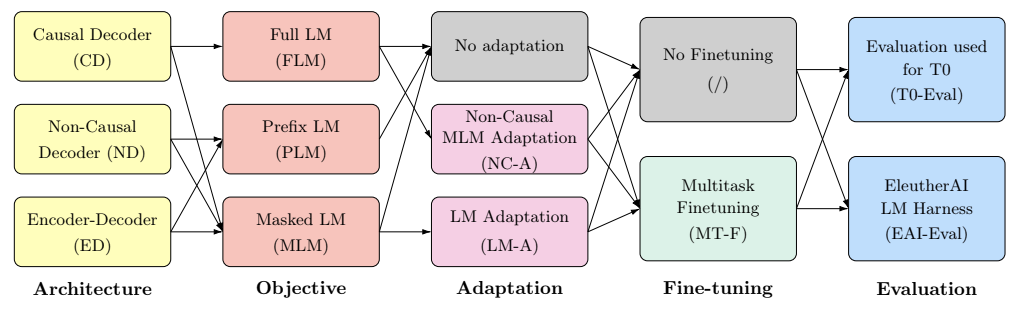 Causal Decoder
(CD)
Non-Causal
Decoder (ND)
Encoder-Decoder
(ED)
Architecture
Full LM
(FLM)
Prefix LM
(PLM)
Masked LM
(MLM)
Objective
No adaptation
Non-Causal
MLM Adaptation
(NC-A)
LM Adaptation
(LM-A)
Adaptation
No Finetuning
(/)
Multitask
Finetuning
(MT-F)
Fine-tuning
Evaluation used
for T0
(T0-Eval)
EleutherAI
LM Harness
(EAI-Eval)
Evaluation